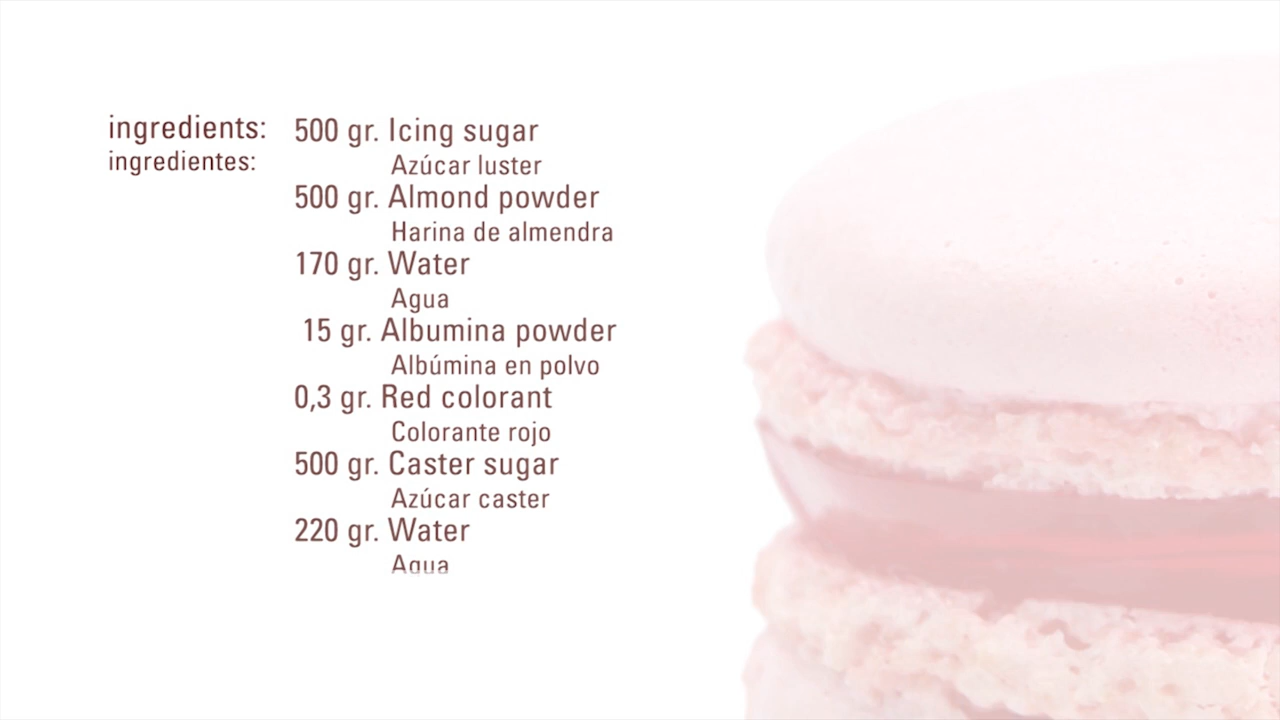 ingredients:
ingredientes:
500 gr. Icing sugar
Azúcar luster
500 gr. Almond powder
Harina de almendra
170 gr. Water
Agua
15 gr. Albumina powder
Albúmina en polvo
0,3 gr. Red colorant
Colorante rojo
500 gr. Caster sugar
Azúcar caster
220 gr. Water
Agua